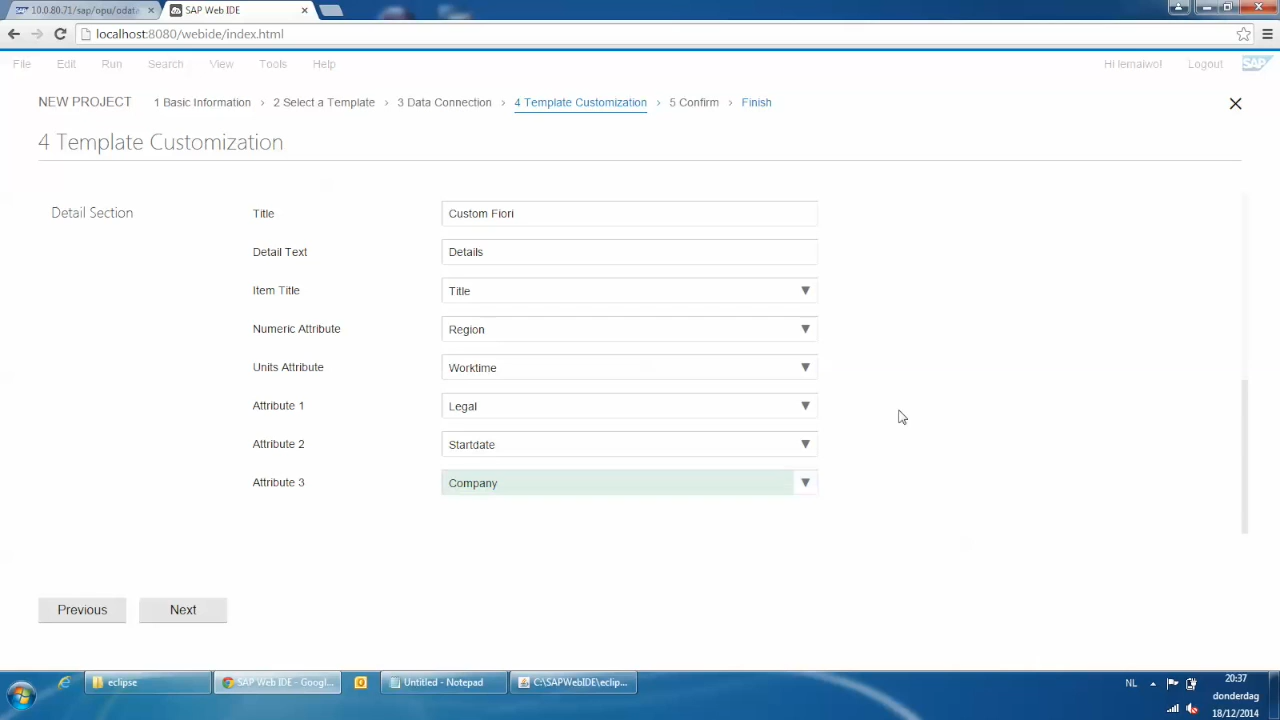 10.0.80.71/sap/opu/odata
SAP Web IDE
localhost:8080/webide/index.html
File Edit Run Search View Tools Help Hi lemaiwo! Logout SAP
NEW PROJECT 1 Basic Information > 2 Select a Template > 3 Data Connection > 4 Template Customization > 5 Confirm > Finish
4 Template Customization
Detail Section
Title Custom Fiori
Detail Text Details
Item Title Title
Numeric Attribute Region
Units Attribute Worktime
Attribute 1 Legal
Attribute 2 Startdate
Attribute 3 Company
Previous Next
eclipse
SAP Web IDE - Googl...
Untitled - Notepad
C:\SAPWebIDE\eclip...
NL
20:37
donderdag
18/12/2014